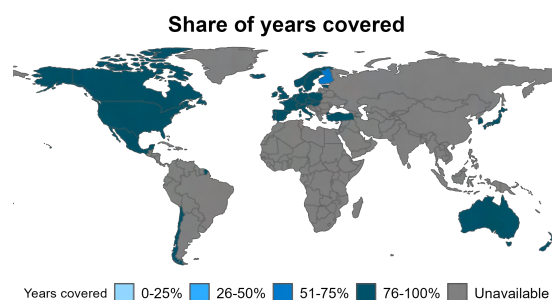 Share of years covered
Years covered 0-25% 26-50% 51-75% 76-100% Unavailable